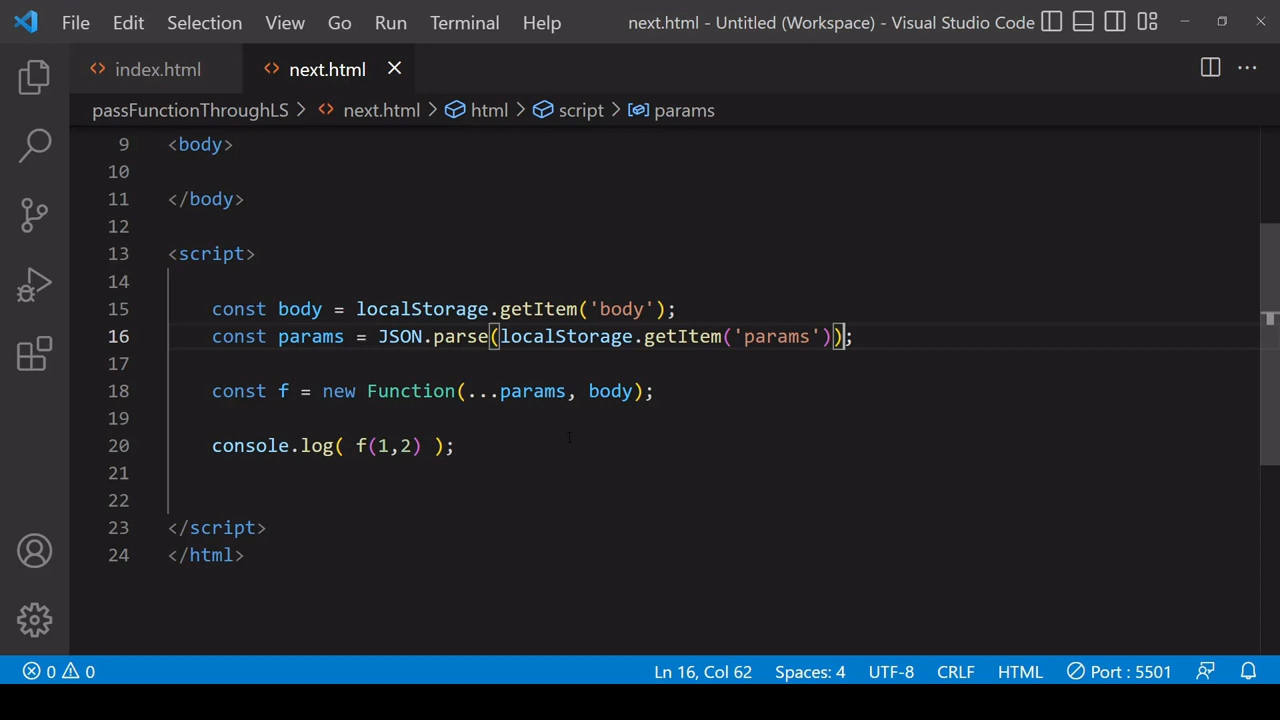 File Edit Selection View Go Run Terminal Help next.html - Untitled (Workspace) - Visual Studio Code
index.html next.html
passFunctionThroughLS > next.html > html > script > params
9 <body>
10
11 </body>
12
13 <script>
14
15 const body = localStorage.getItem('body');
16 const params = JSON.parse(localStorage.getItem('params'));
17
18 const f = new Function(...params, body);
19
20 console.log( f(1,2) );
21
22
23 </script>
24 </html>
0 0 Ln 16, Col 62 Spaces: 4 UTF-8 CRLF HTML Port : 5501